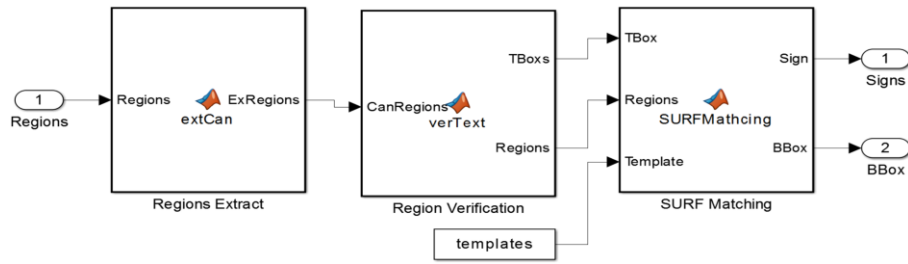 1
Regions
Regions
ExRegions
extCan
Regions Extract
CanRegions
TBoxs
verText
Regions
Region Verification
templates
TBox
Regions
Template
Sign
SURFMathcing
BBox
SURF Matching
1
Signs
2
BBox